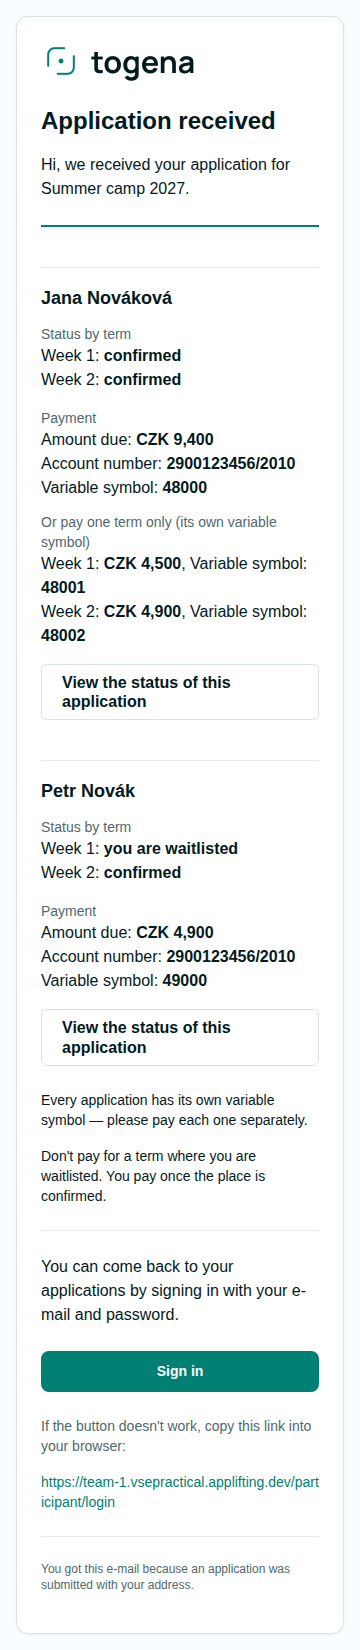 togena
Application received
Hi, we received your application for
Summer camp 2027.
Jana Nováková
Status by term
Week 1: confirmed
Week 2: confirmed
Payment
Amount due: CZK 9,400
Account number: 2900123456/2010
Variable symbol: 48000
Or pay one term only (its own variable
symbol)
Week 1: CZK 4,500, Variable symbol:
48001
Week 2: CZK 4,900, Variable symbol:
48002
View the status of this
application
Petr Novák
Status by term
Week 1: you are waitlisted
Week 2: confirmed
Payment
Amount due: CZK 4,900
Account number: 2900123456/2010
Variable symbol: 49000
View the status of this
application
Every application has its own variable
symbol — please pay each one separately.
Don't pay for a term where you are
waitlisted. You pay once the place is
confirmed.
You can come back to your
applications by signing in with your e-
mail and password.
Sign in
If the button doesn't work, copy this link into
your browser:
https://team-1.vsepractical.applifting.dev/part
icipant/login
You got this e-mail because an application was
submitted with your address.